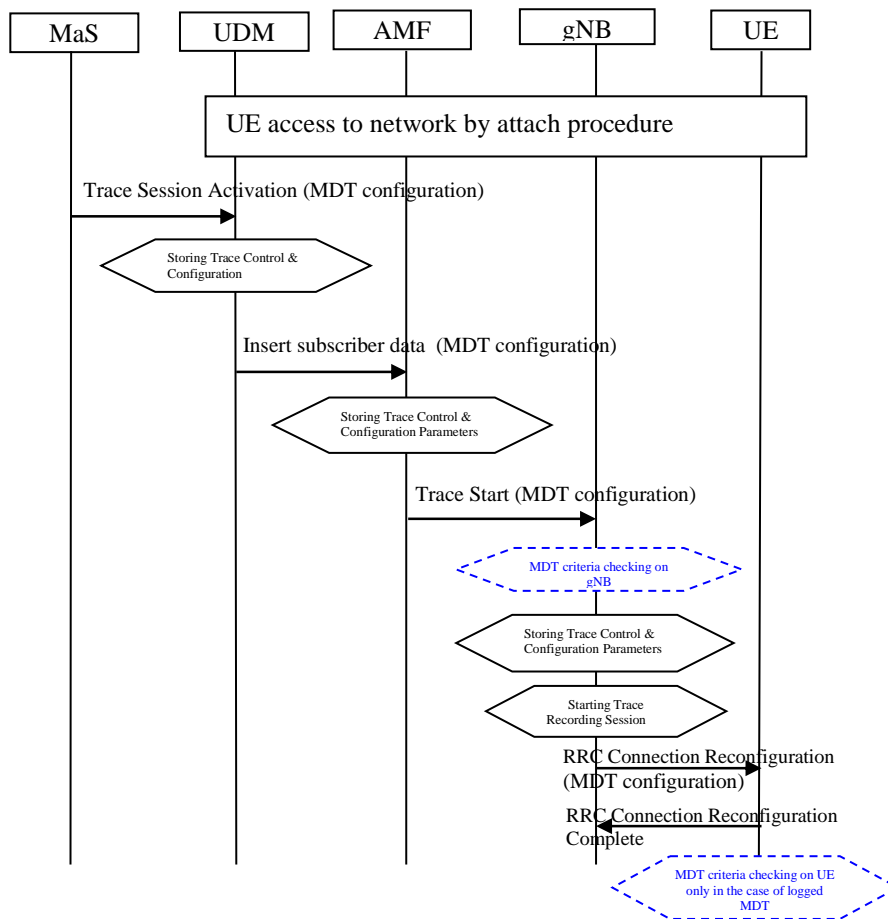 MaS UDM AMF gNB UE
UE access to network by attach procedure
Trace Session Activation (MDT configuration)
Storing Trace Control &
Configuration
Insert subscriber data (MDT configuration)
Storing Trace Control &
Configuration Parameters
Trace Start (MDT configuration)
MDT criteria checking on
gNB
Storing Trace Control &
Configuration Parameters
Starting Trace
Recording Session
RRC Connection Reconfiguration
(MDT configuration)
RRC Connection Reconfiguration
Complete
MDT criteria checking on UE
only in the case of logged
MDT